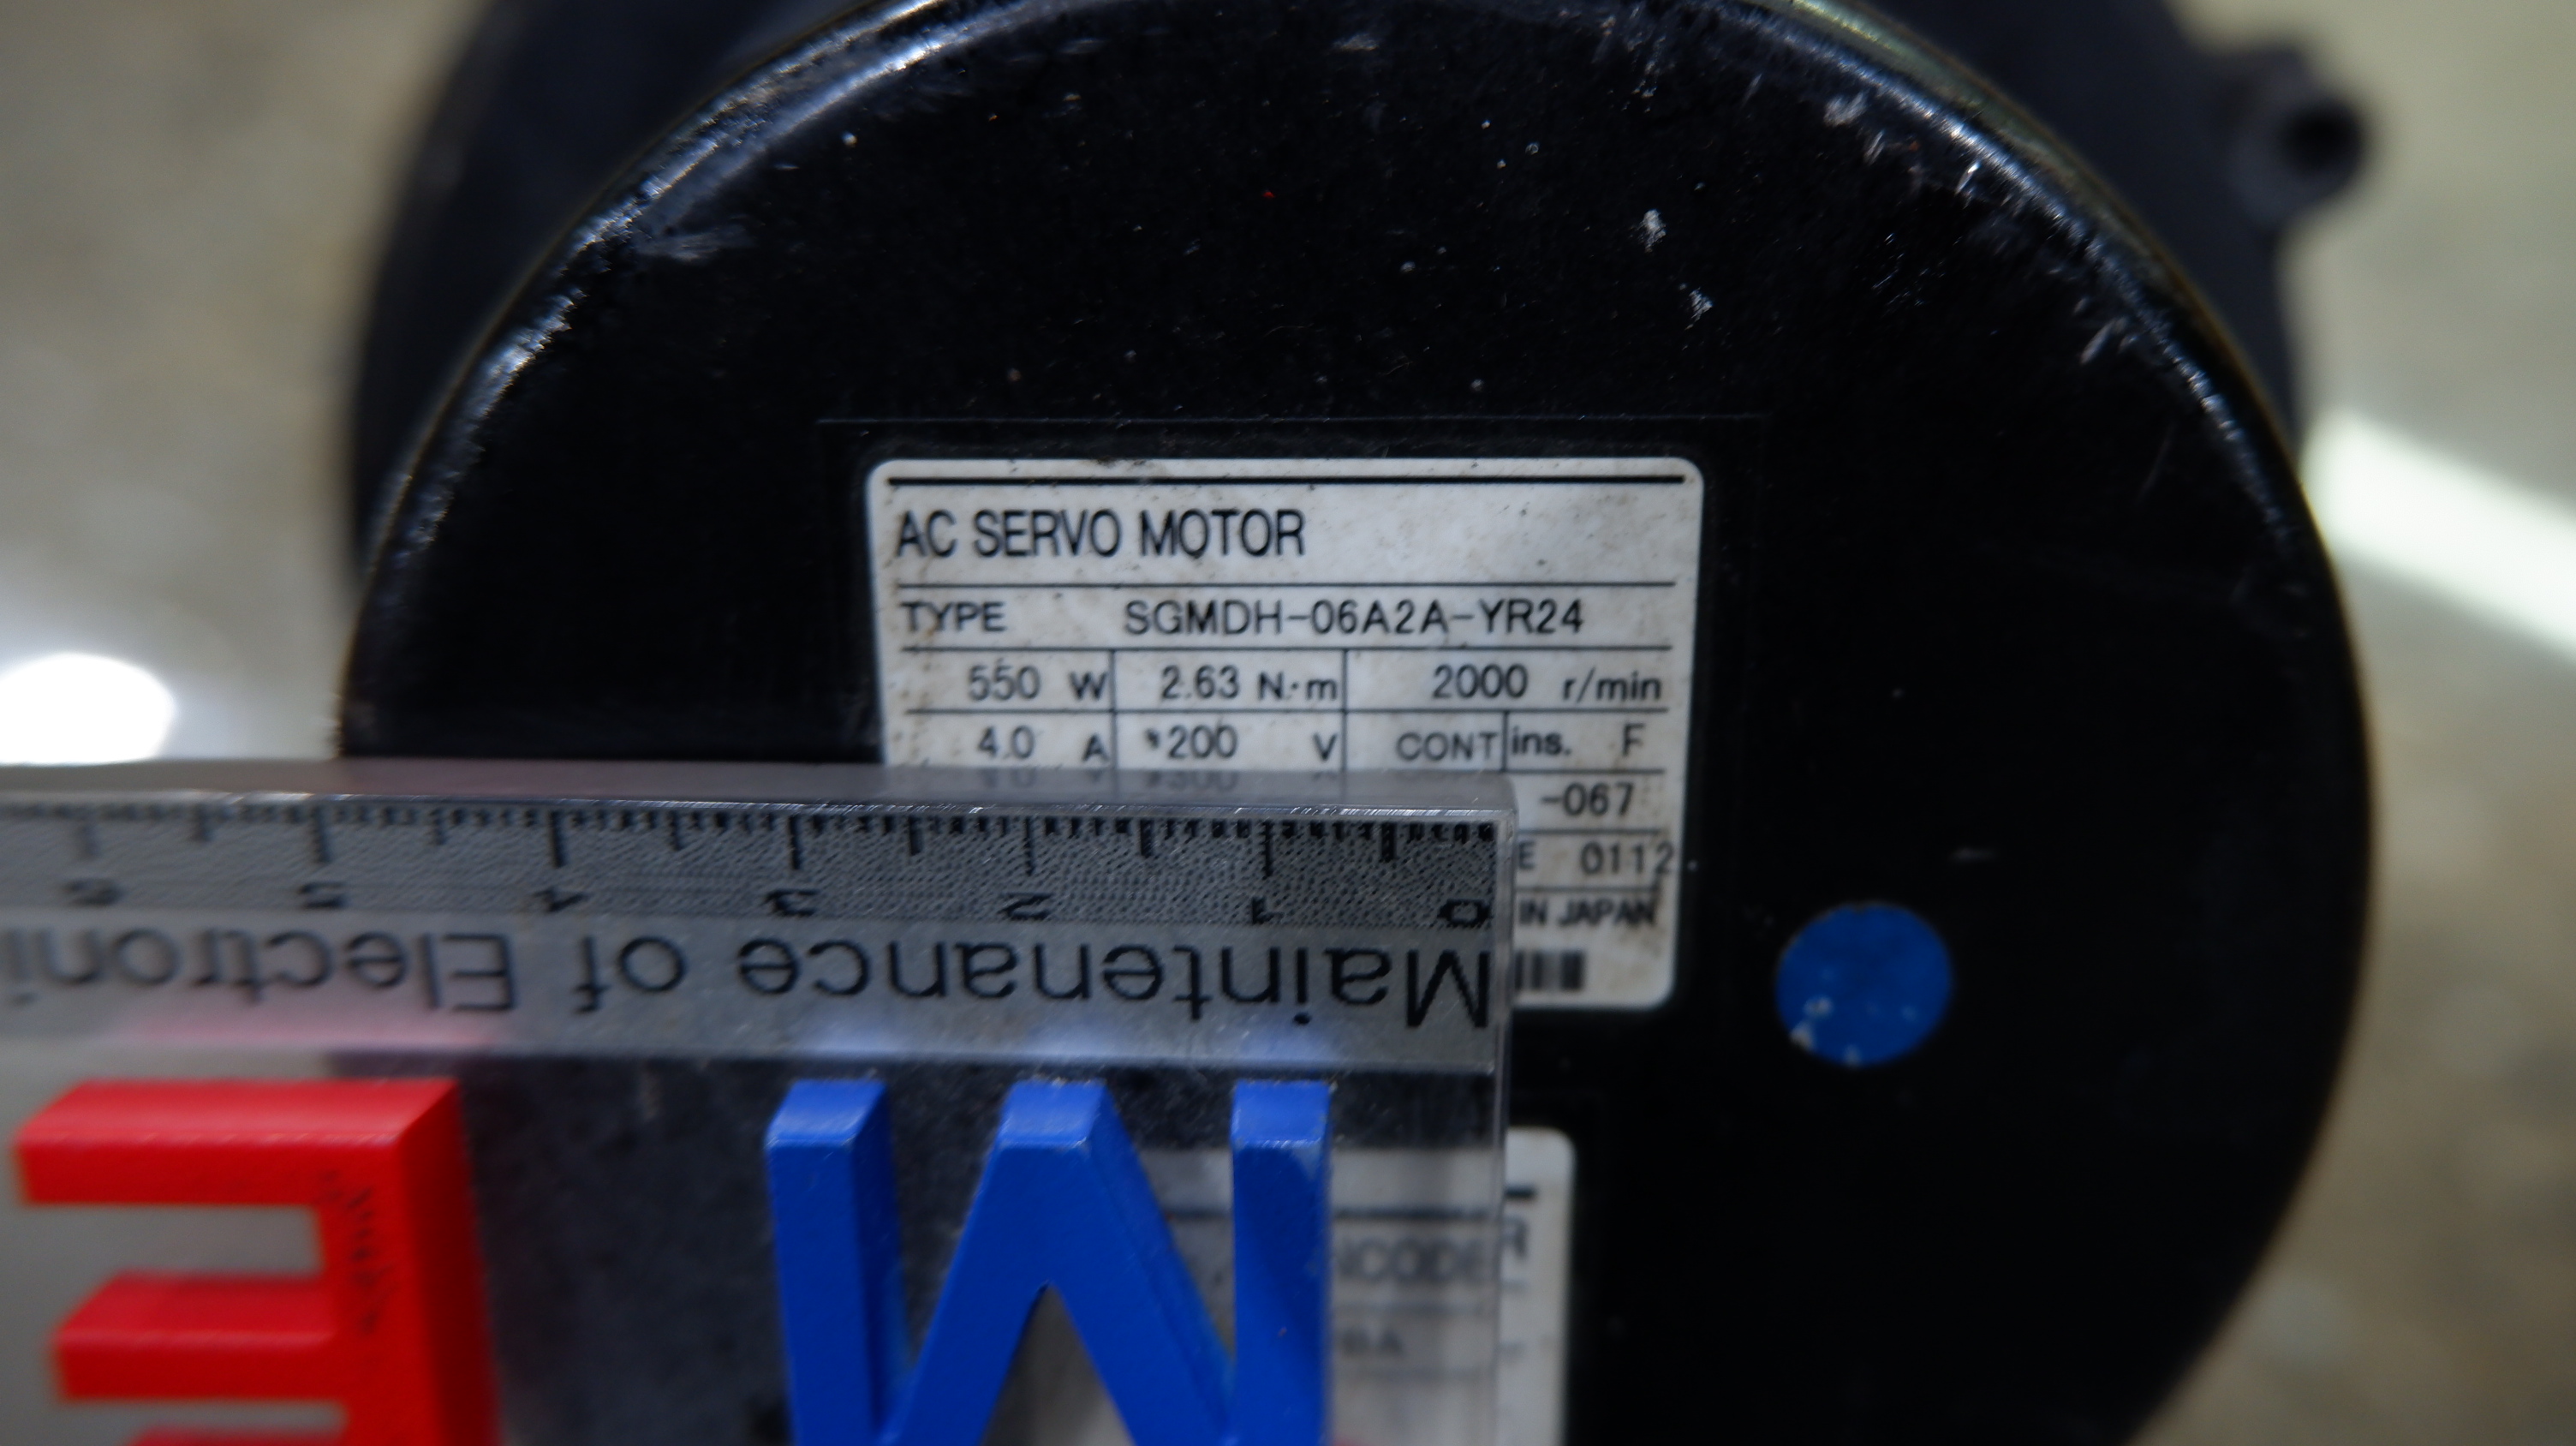 AC SERVO MOTOR
TYPE SGMDH-06A2A-YR24
550 W 2.63 N·m 2000 r/min
4.0 A *200 V CONT ins. F
-067
E 0112
IN JAPAN
0 1 2 3 4 5 6
Maintenance of Electroni
M E
NCODER